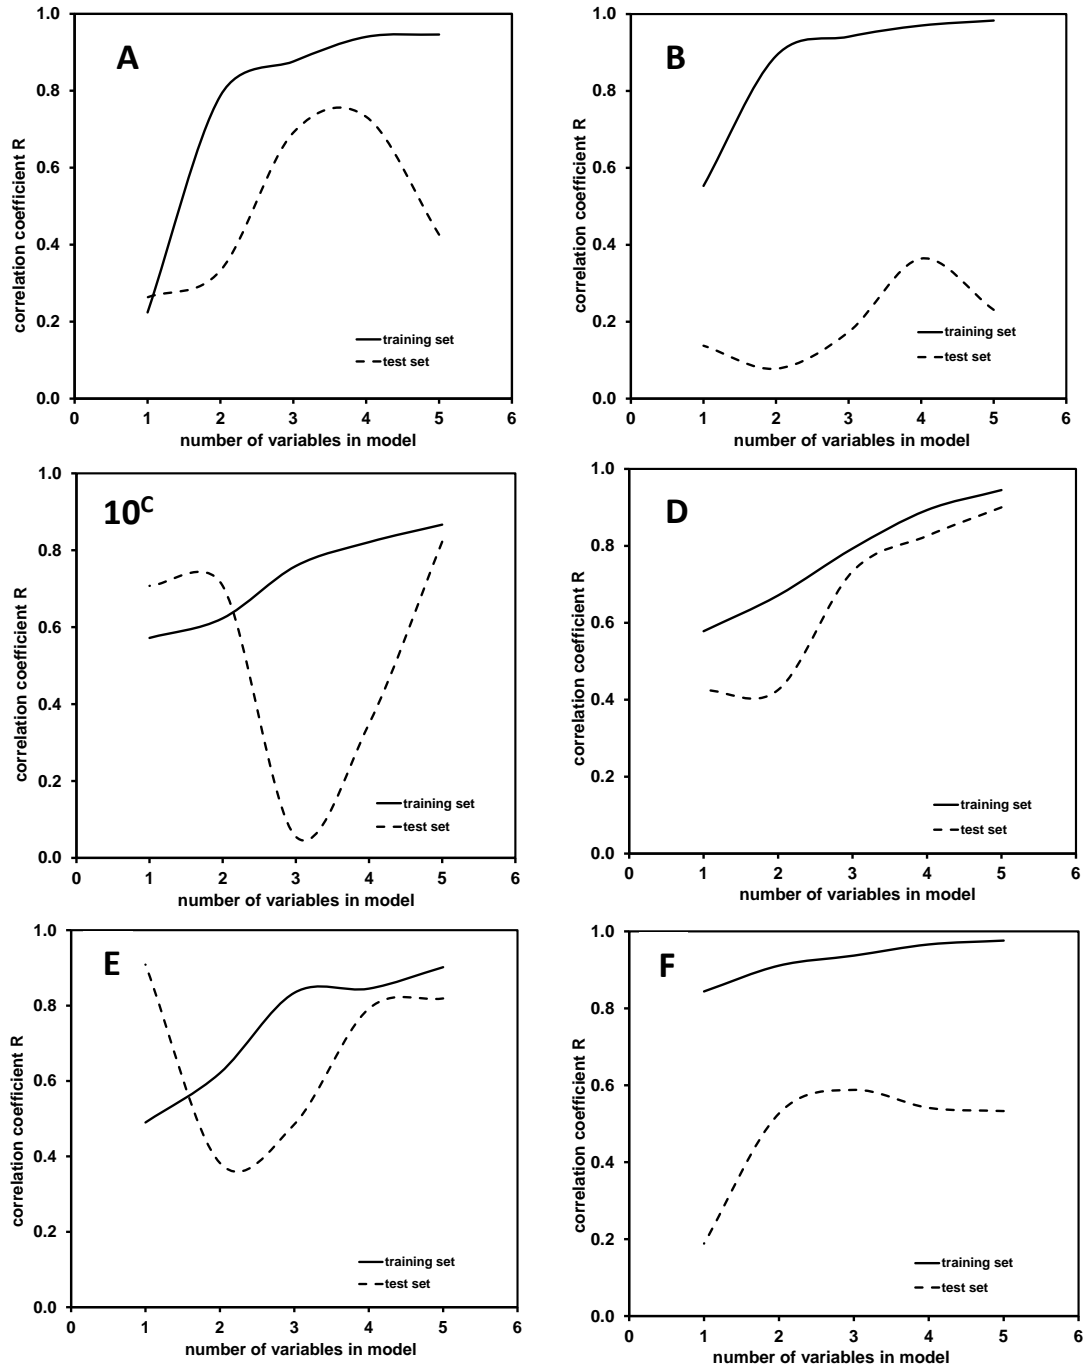 A
correlation coefficient R
1.0
0.8
0.6
0.4
0.2
0.0
training set
test set
0 1 2 3 4 5 6
number of variables in model
B
correlation coefficient R
1.0
0.8
0.6
0.4
0.2
0.0
training set
test set
0 1 2 3 4 5 6
number of variables in model
10^C
correlation coefficient R
1.0
0.8
0.6
0.4
0.2
0.0
training set
test set
0 1 2 3 4 5 6
number of variables in model
D
correlation coefficient R
1.0
0.8
0.6
0.4
0.2
0.0
training set
test set
0 1 2 3 4 5 6
number of variables in model
E
correlation coefficient R
1.0
0.8
0.6
0.4
0.2
0.0
training set
test set
0 1 2 3 4 5 6
number of variables in model
F
correlation coefficient R
1.0
0.8
0.6
0.4
0.2
0.0
training set
test set
0 1 2 3 4 5 6
number of variables in model